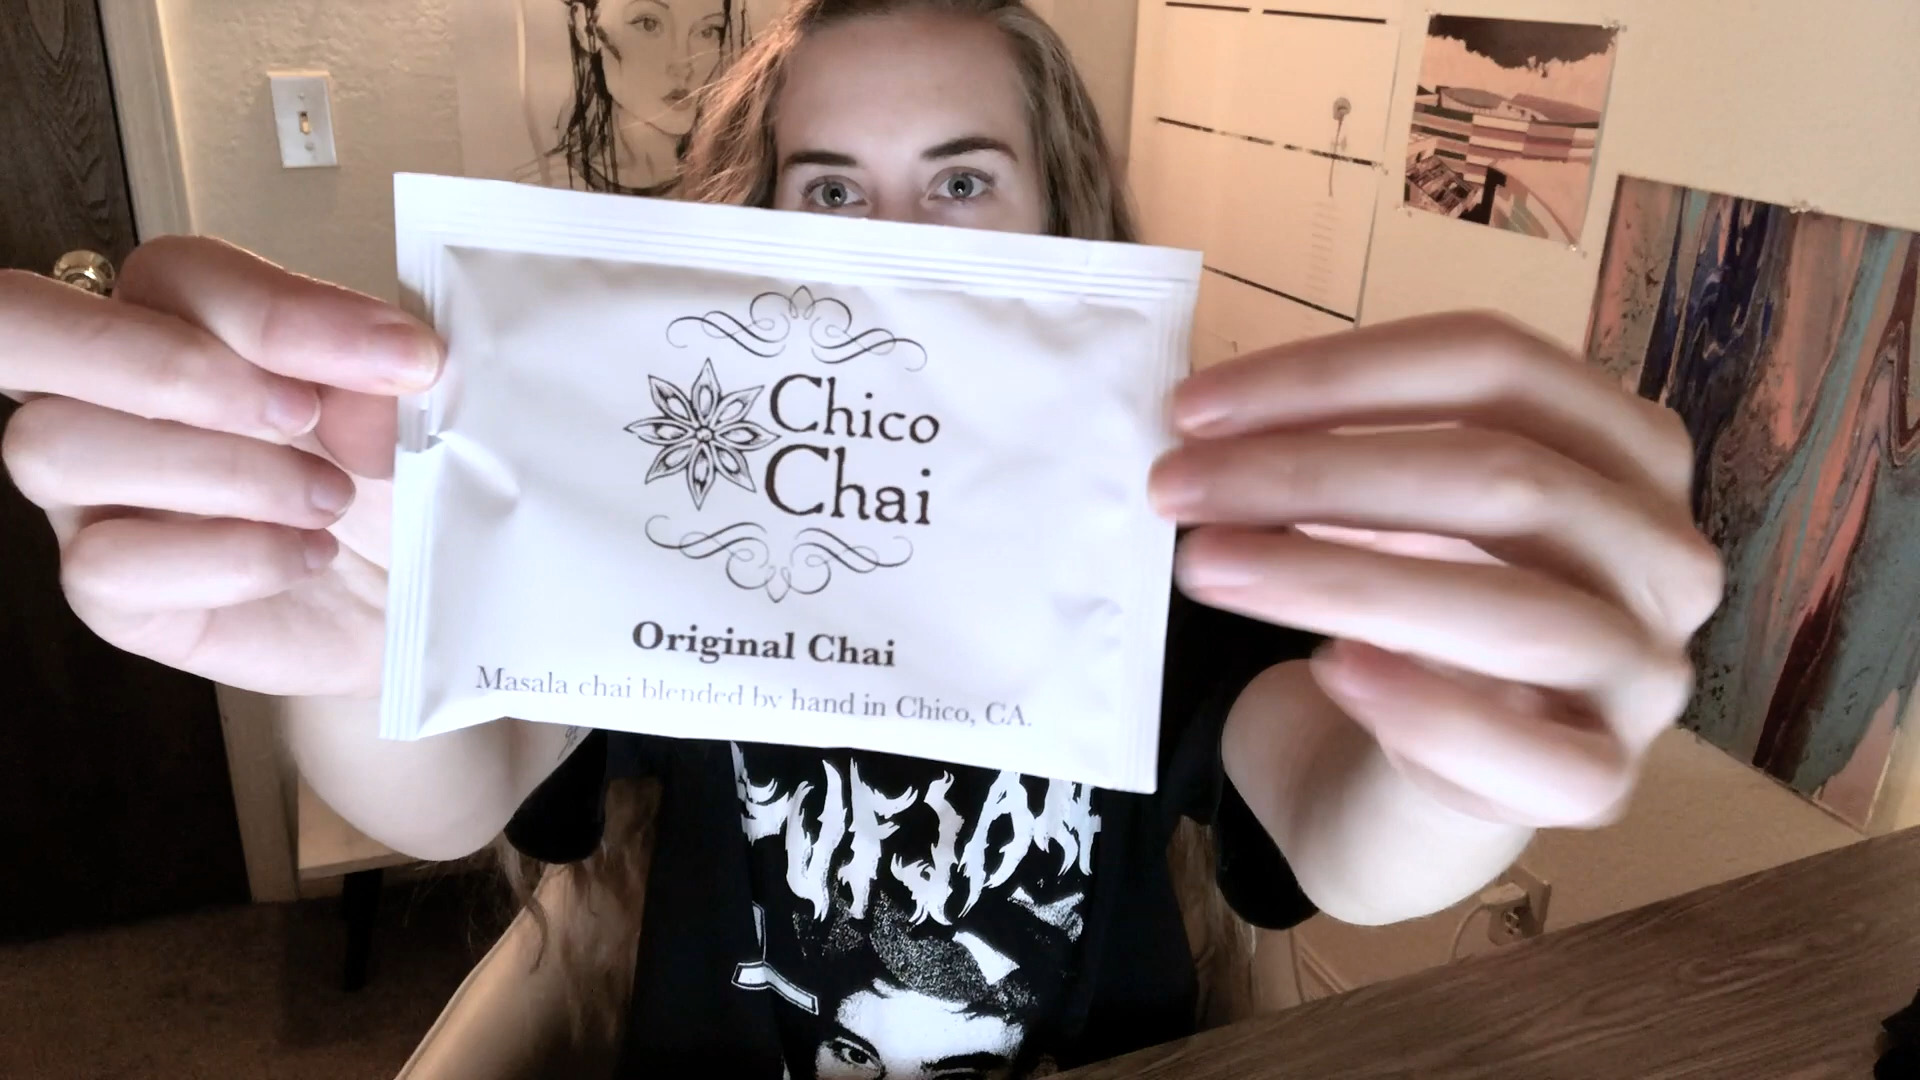 Chico
Chai
Original Chai
Masala chai blended by hand in Chico, CA.